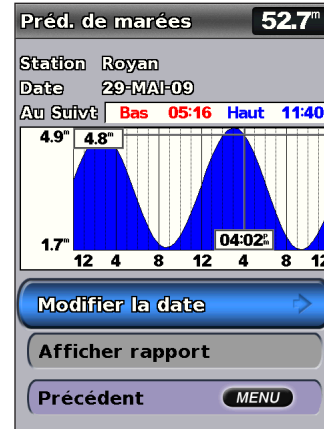 Préd. de marées 52.7m
Station Royan
Date 29-MAI-09
Au Suivt Bas 05:16 Haut 11:40
4.9m 4.8m
1.7m 04:02
12 4 8 12 4 8 12
Modifier la date
Afficher rapport
Précédent MENU